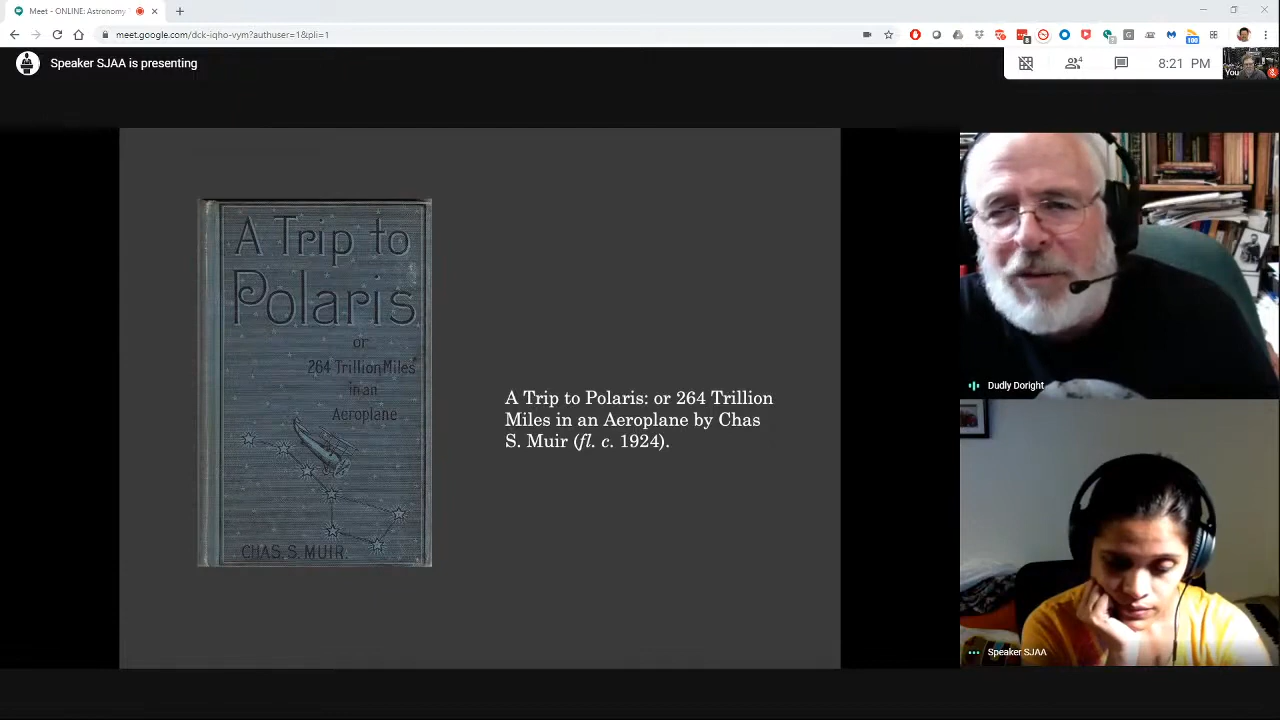 Meet - ONLINE: Astronomy
meet.google.com/dck-iqho-vym?authuser=1&pli=1
Speaker SJAA is presenting
4
8:21 PM
You
A Trip to
Polaris
or
264 Trillion Miles
in an
Aeroplane
CHAS. S. MUIR.
A Trip to Polaris: or 264 Trillion
Miles in an Aeroplane by Chas
S. Muir (fl. c. 1924).
Dudly Doright
Speaker SJAA